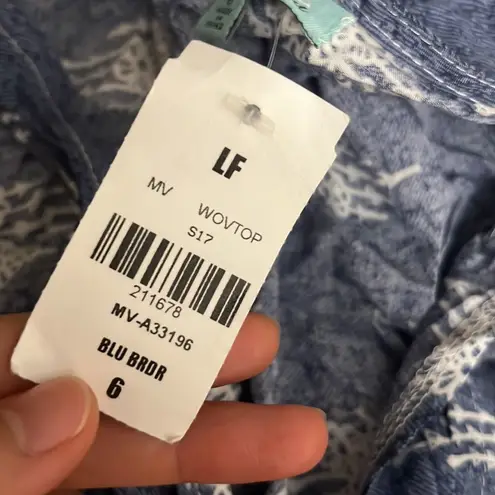 LF
MV WOVTOP
S17
211678
MV-A33196
BLU BRDR
6